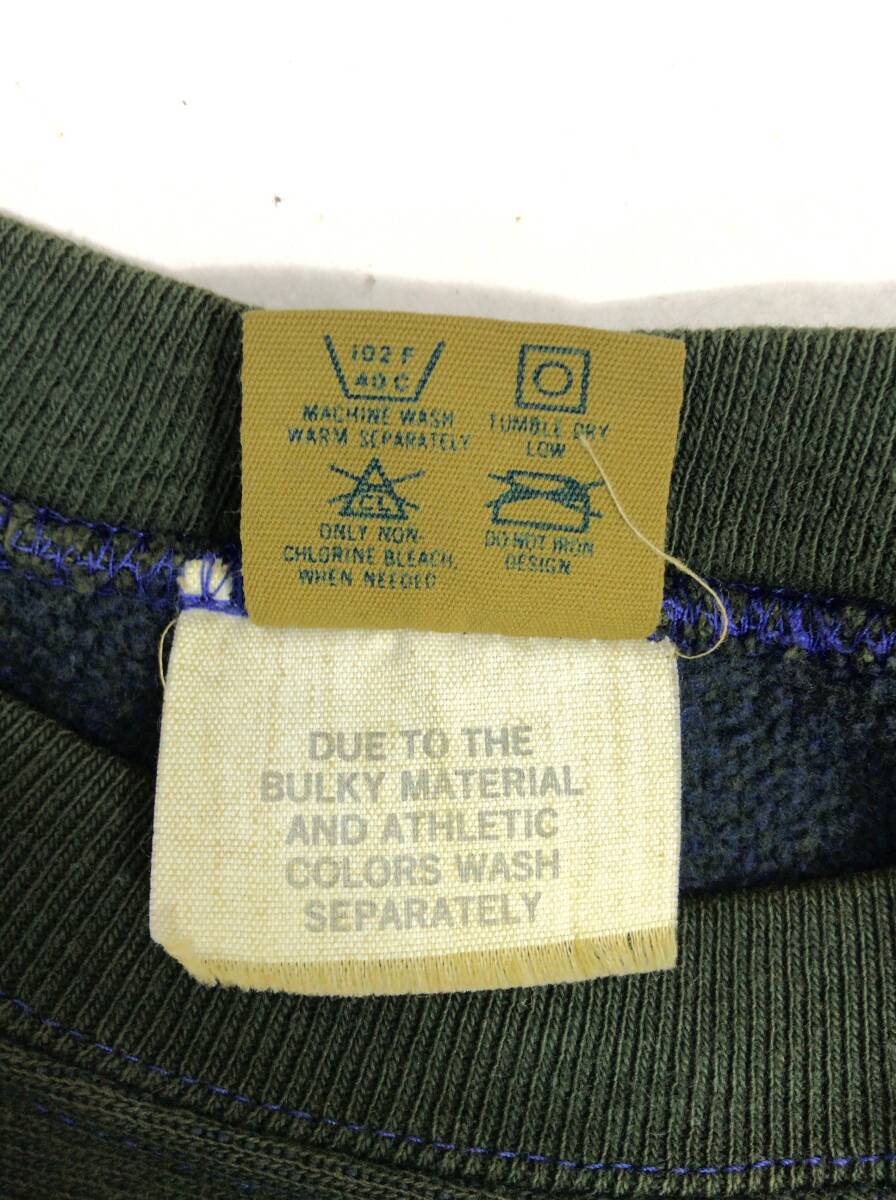 102 F
40 C
MACHINE WASH
WARM SEPARATELY
TUMBLE DRY
LOW
CL
ONLY NON-
CHLORINE BLEACH,
WHEN NEEDED
DO NOT IRON
DESIGN
DUE TO THE
BULKY MATERIAL
AND ATHLETIC
COLORS WASH
SEPARATELY